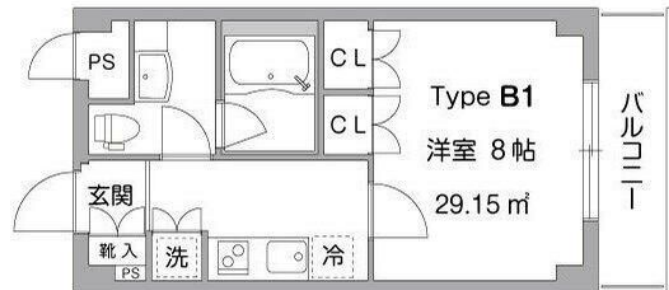 PS
CL
CL
Type B1
洋室 8帖
29.15 ㎡
バルコニー
玄関
靴入
PS
洗
冷